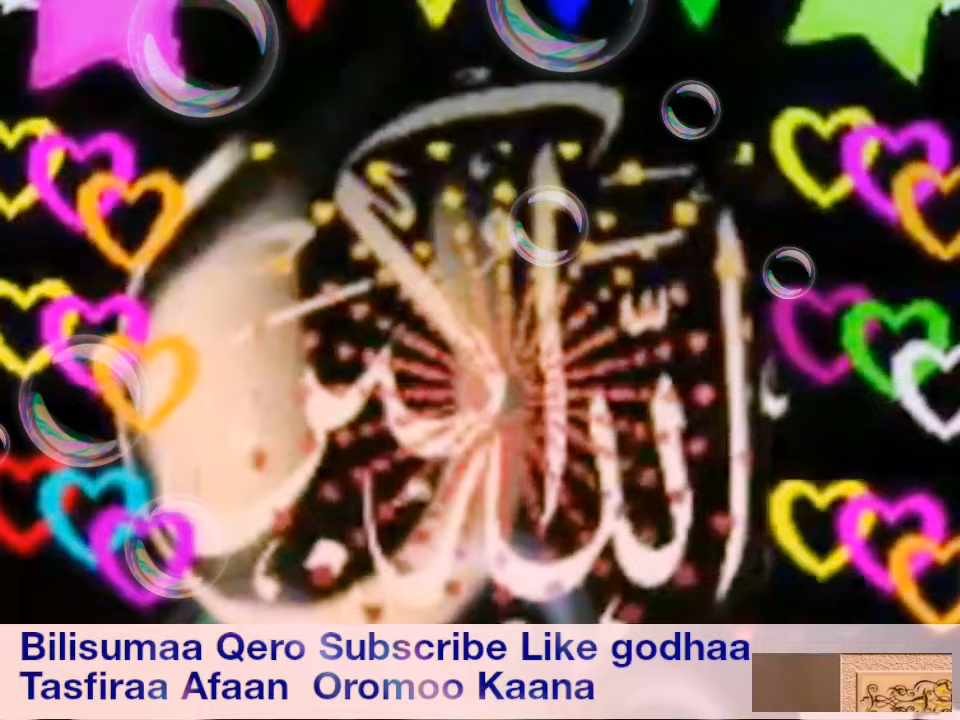 الله
Bilisumaa Qero Subscribe Like godhaa
Tasfiraa Afaan Oromoo Kaana